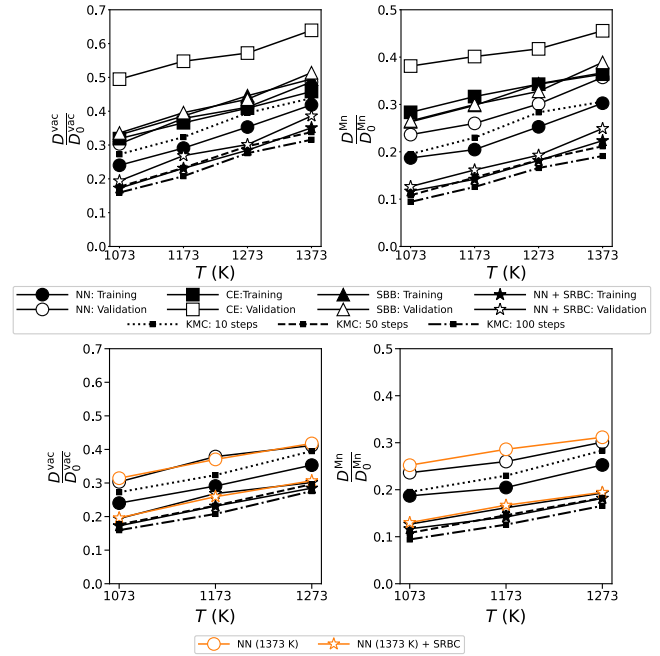 0.7
0.6
0.5
0.4
0.3
0.2
0.1
0.0
D^vac
D_0^vac
1073 1173 1273 1373
T (K)
0.5
0.4
0.3
0.2
0.1
0.0
D^Mn
D_0^Mn
1073 1173 1273 1373
T (K)
NN: Training CE:Training SBB: Training NN + SRBC: Training
NN: Validation CE: Validation SBB: Validation NN + SRBC: Validation
KMC: 10 steps KMC: 50 steps KMC: 100 steps
0.7
0.6
0.5
0.4
0.3
0.2
0.1
0.0
D^vac
D_0^vac
1073 1173 1273
T (K)
0.5
0.4
0.3
0.2
0.1
0.0
D^Mn
D_0^Mn
1073 1173 1273
T (K)
NN (1373 K) NN (1373 K) + SRBC